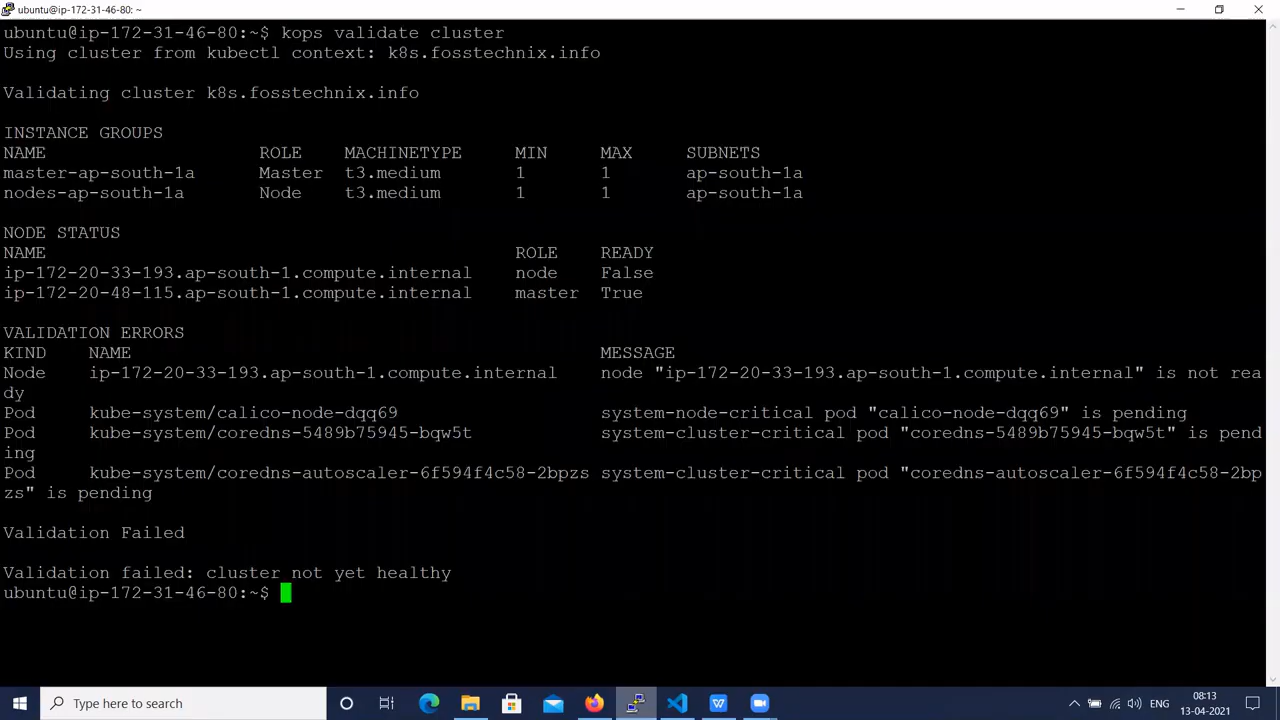 ubuntu@ip-172-31-46-80: ~
ubuntu@ip-172-31-46-80:~$ kops validate cluster
Using cluster from kubectl context: k8s.fosstechnix.info
Validating cluster k8s.fosstechnix.info
INSTANCE GROUPS
NAME ROLE MACHINETYPE MIN MAX SUBNETS
master-ap-south-1a Master t3.medium 1 1 ap-south-1a
nodes-ap-south-1a Node t3.medium 1 1 ap-south-1a
NODE STATUS
NAME ROLE READY
ip-172-20-33-193.ap-south-1.compute.internal node False
ip-172-20-48-115.ap-south-1.compute.internal master True
VALIDATION ERRORS
KIND NAME MESSAGE
Node ip-172-20-33-193.ap-south-1.compute.internal node "ip-172-20-33-193.ap-south-1.compute.internal" is not rea
dy
Pod kube-system/calico-node-dqq69 system-node-critical pod "calico-node-dqq69" is pending
Pod kube-system/coredns-5489b75945-bqw5t system-cluster-critical pod "coredns-5489b75945-bqw5t" is pend
ing
Pod kube-system/coredns-autoscaler-6f594f4c58-2bpzs system-cluster-critical pod "coredns-autoscaler-6f594f4c58-2bp
zs" is pending
Validation Failed
Validation failed: cluster not yet healthy
ubuntu@ip-172-31-46-80:~$
Type here to search
ENG
08:13
13-04-2021